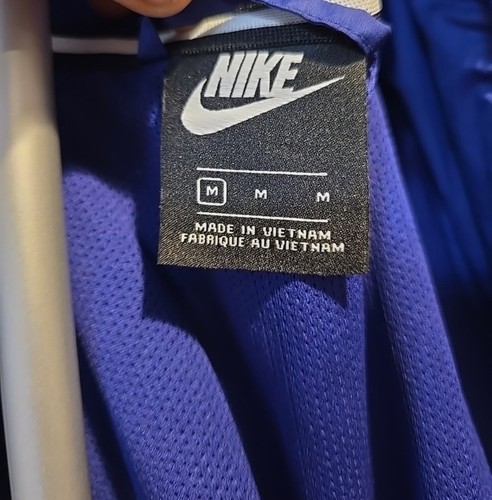 NIKE
M M M
MADE IN VIETNAM
FABRIQUE AU VIETNAM